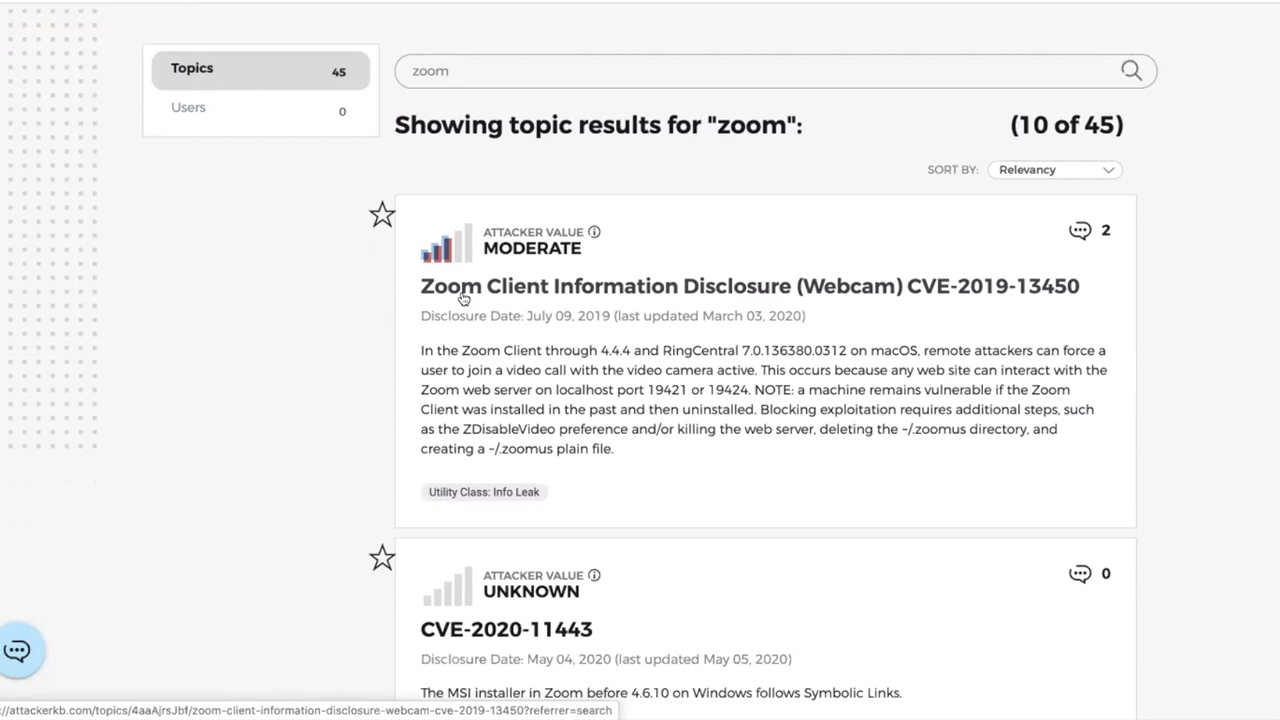 Topics 45
Users 0
zoom
Showing topic results for "zoom": (10 of 45)
SORT BY: Relevancy
ATTACKER VALUE
MODERATE
2
Zoom Client Information Disclosure (Webcam) CVE-2019-13450
Disclosure Date: July 09, 2019 (last updated March 03, 2020)
In the Zoom Client through 4.4.4 and RingCentral 7.0.136380.0312 on macOS, remote attackers can force a
user to join a video call with the video camera active. This occurs because any web site can interact with the
Zoom web server on localhost port 19421 or 19424. NOTE: a machine remains vulnerable if the Zoom
Client was installed in the past and then uninstalled. Blocking exploitation requires additional steps, such
as the ZDisableVideo preference and/or killing the web server, deleting the ~/.zoomus directory, and
creating a ~/.zoomus plain file.
Utility Class: Info Leak
ATTACKER VALUE
UNKNOWN
0
CVE-2020-11443
Disclosure Date: May 04, 2020 (last updated May 05, 2020)
The MSI installer in Zoom before 4.6.10 on Windows follows Symbolic Links.
://attackerkb.com/topics/4aaAjrsJbf/zoom-client-information-disclosure-webcam-cve-2019-13450?referrer=search